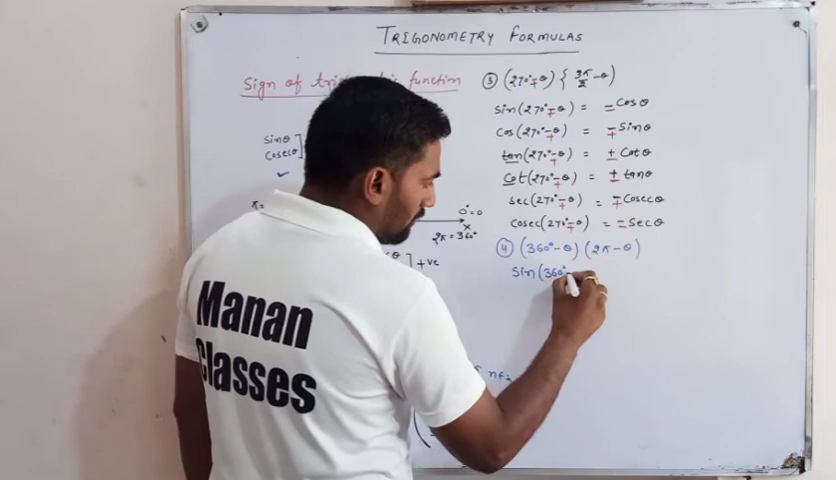 TRIGONOMETRY FORMULAS
Sign of function
sinθ
cosecθ
π=
0°=0
X
2π=360°
+ve
③ (270°∓θ) { 3π/2 -θ)
sin(270°∓θ) = -cosθ
cos(270°∓θ) = ∓sinθ
tan(270°∓θ) = ±cotθ
cot(270°∓θ) = ±tanθ
sec(270°∓θ) = ∓cosecθ
cosec(270°∓θ) = -secθ
④ (360°-θ) (2π-θ)
sin(360°-
Manan
Classes